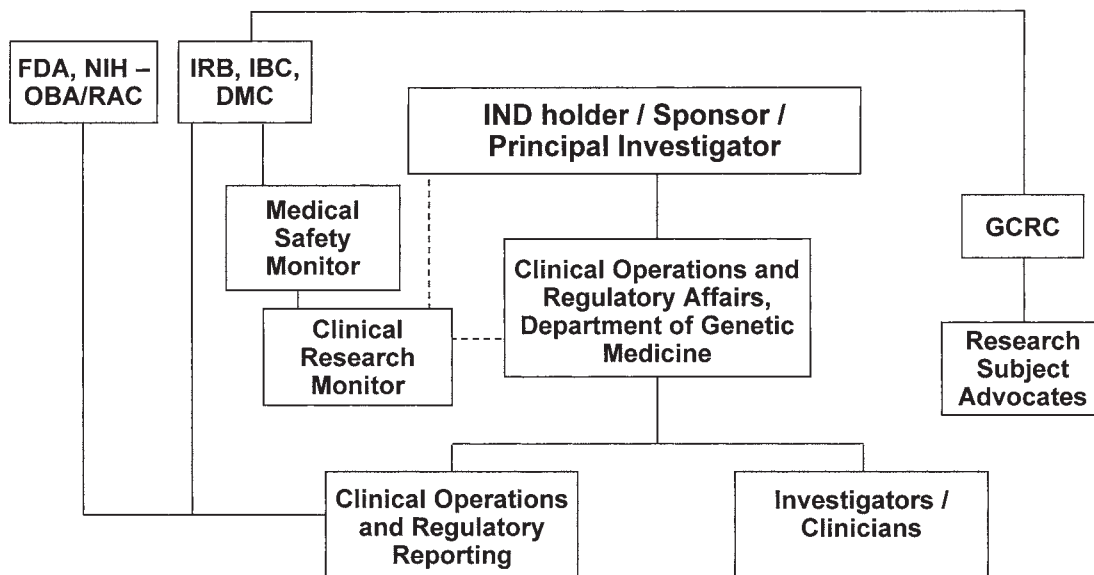 FDA, NIH –
OBA/RAC
IRB, IBC,
DMC
IND holder / Sponsor /
Principal Investigator
Medical
Safety
Monitor
GCRC
Clinical Operations and
Regulatory Affairs,
Department of Genetic
Medicine
Clinical
Research
Monitor
Research
Subject
Advocates
Clinical Operations
and Regulatory
Reporting
Investigators /
Clinicians